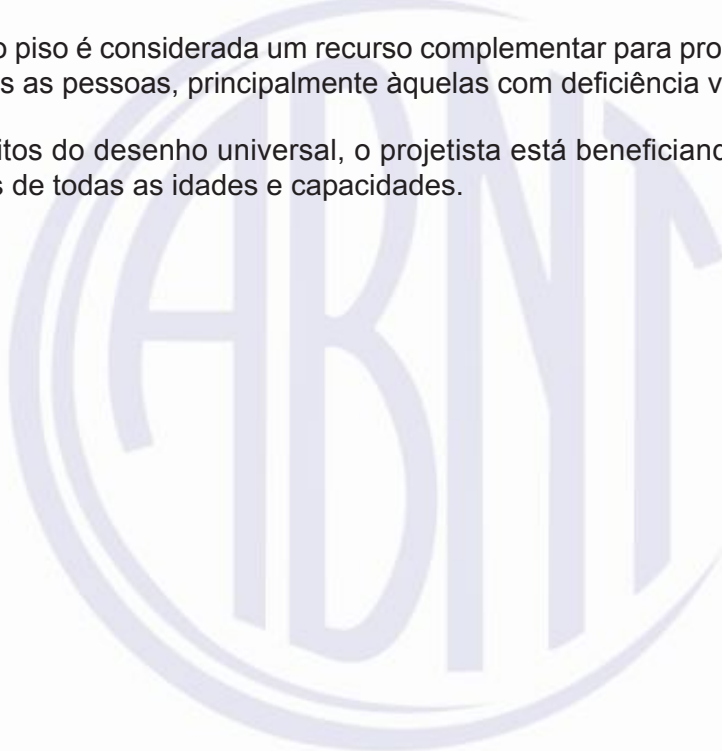 o piso é considerada um recurso complementar para pro
s as pessoas, principalmente àquelas com deficiência v
itos do desenho universal, o projetista está beneficiand
s de todas as idades e capacidades.
ABNT